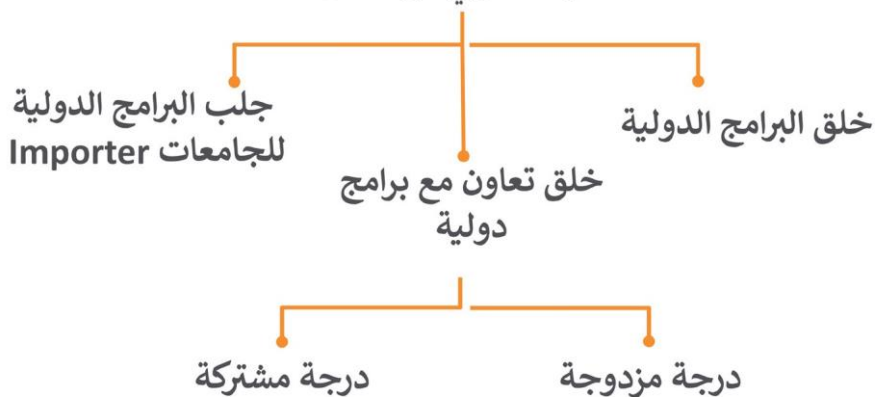 خلق البرامج الدولية
جلب البرامج الدولية
للجامعات Importer
خلق تعاون مع برامج
دولية
درجة مزدوجة
درجة مشتركة